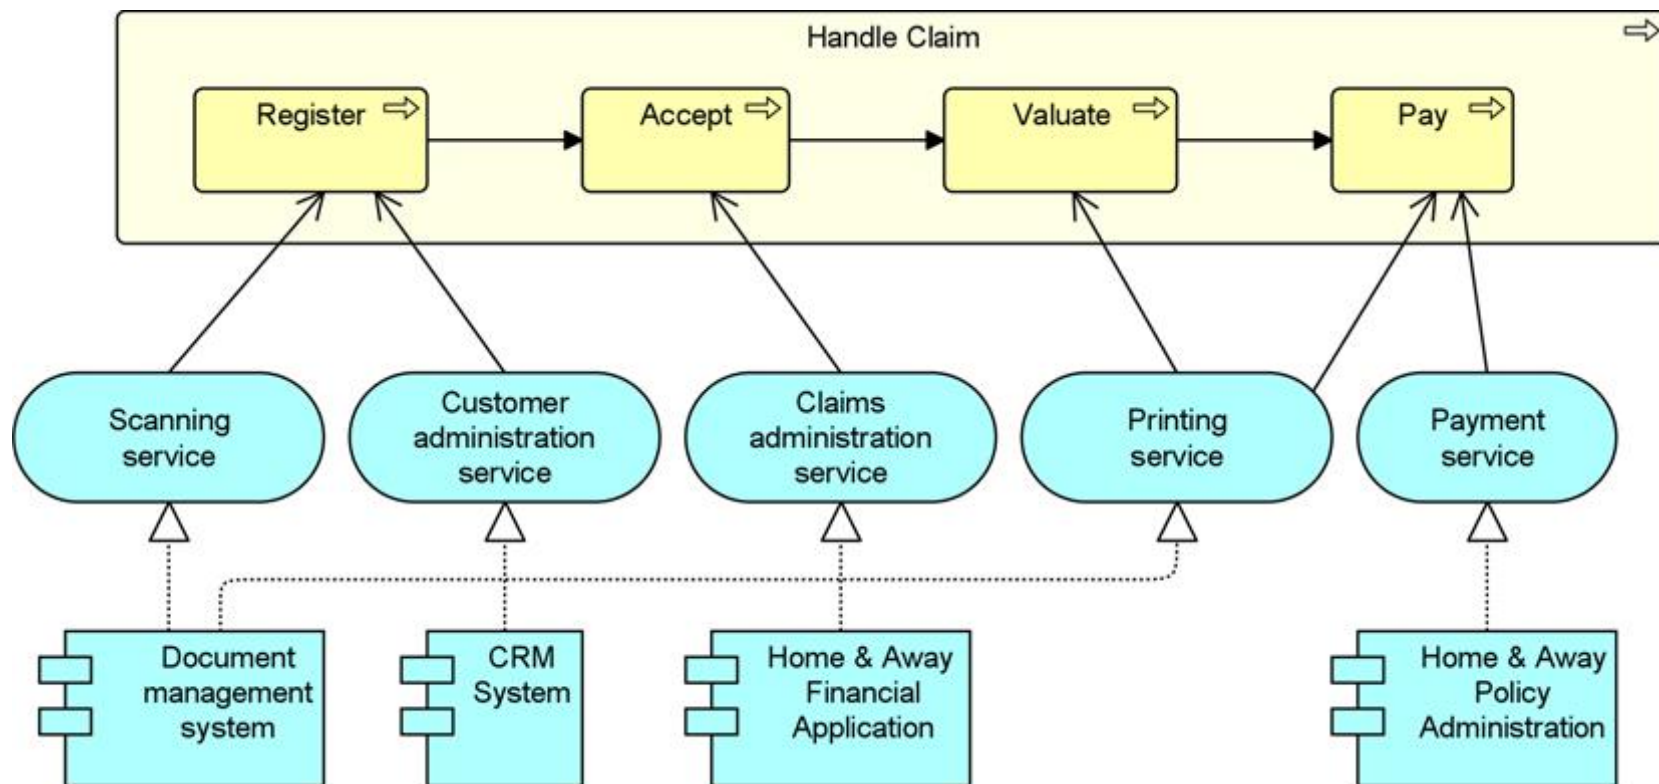 Handle Claim
Register
Accept
Valuate
Pay
Scanning
service
Customer
administration
service
Claims
administration
service
Printing
service
Payment
service
Document
management
system
CRM
System
Home & Away
Financial
Application
Home & Away
Policy
Administration